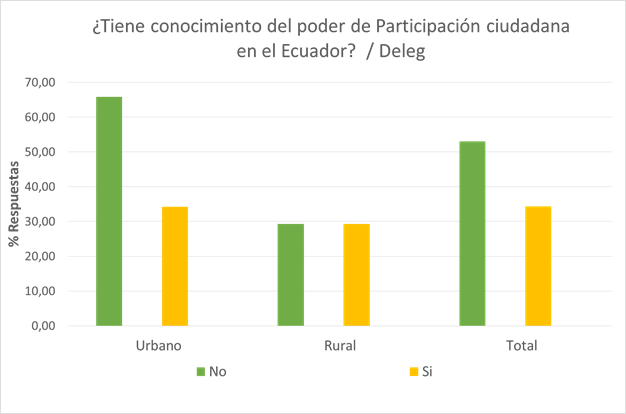 ¿Tiene conocimiento del poder de Participación ciudadana
en el Ecuador?  / Deleg
% Respuestas
70,00
60,00
50,00
40,00
30,00
20,00
10,00
0,00
Urbano Rural Total
No Si